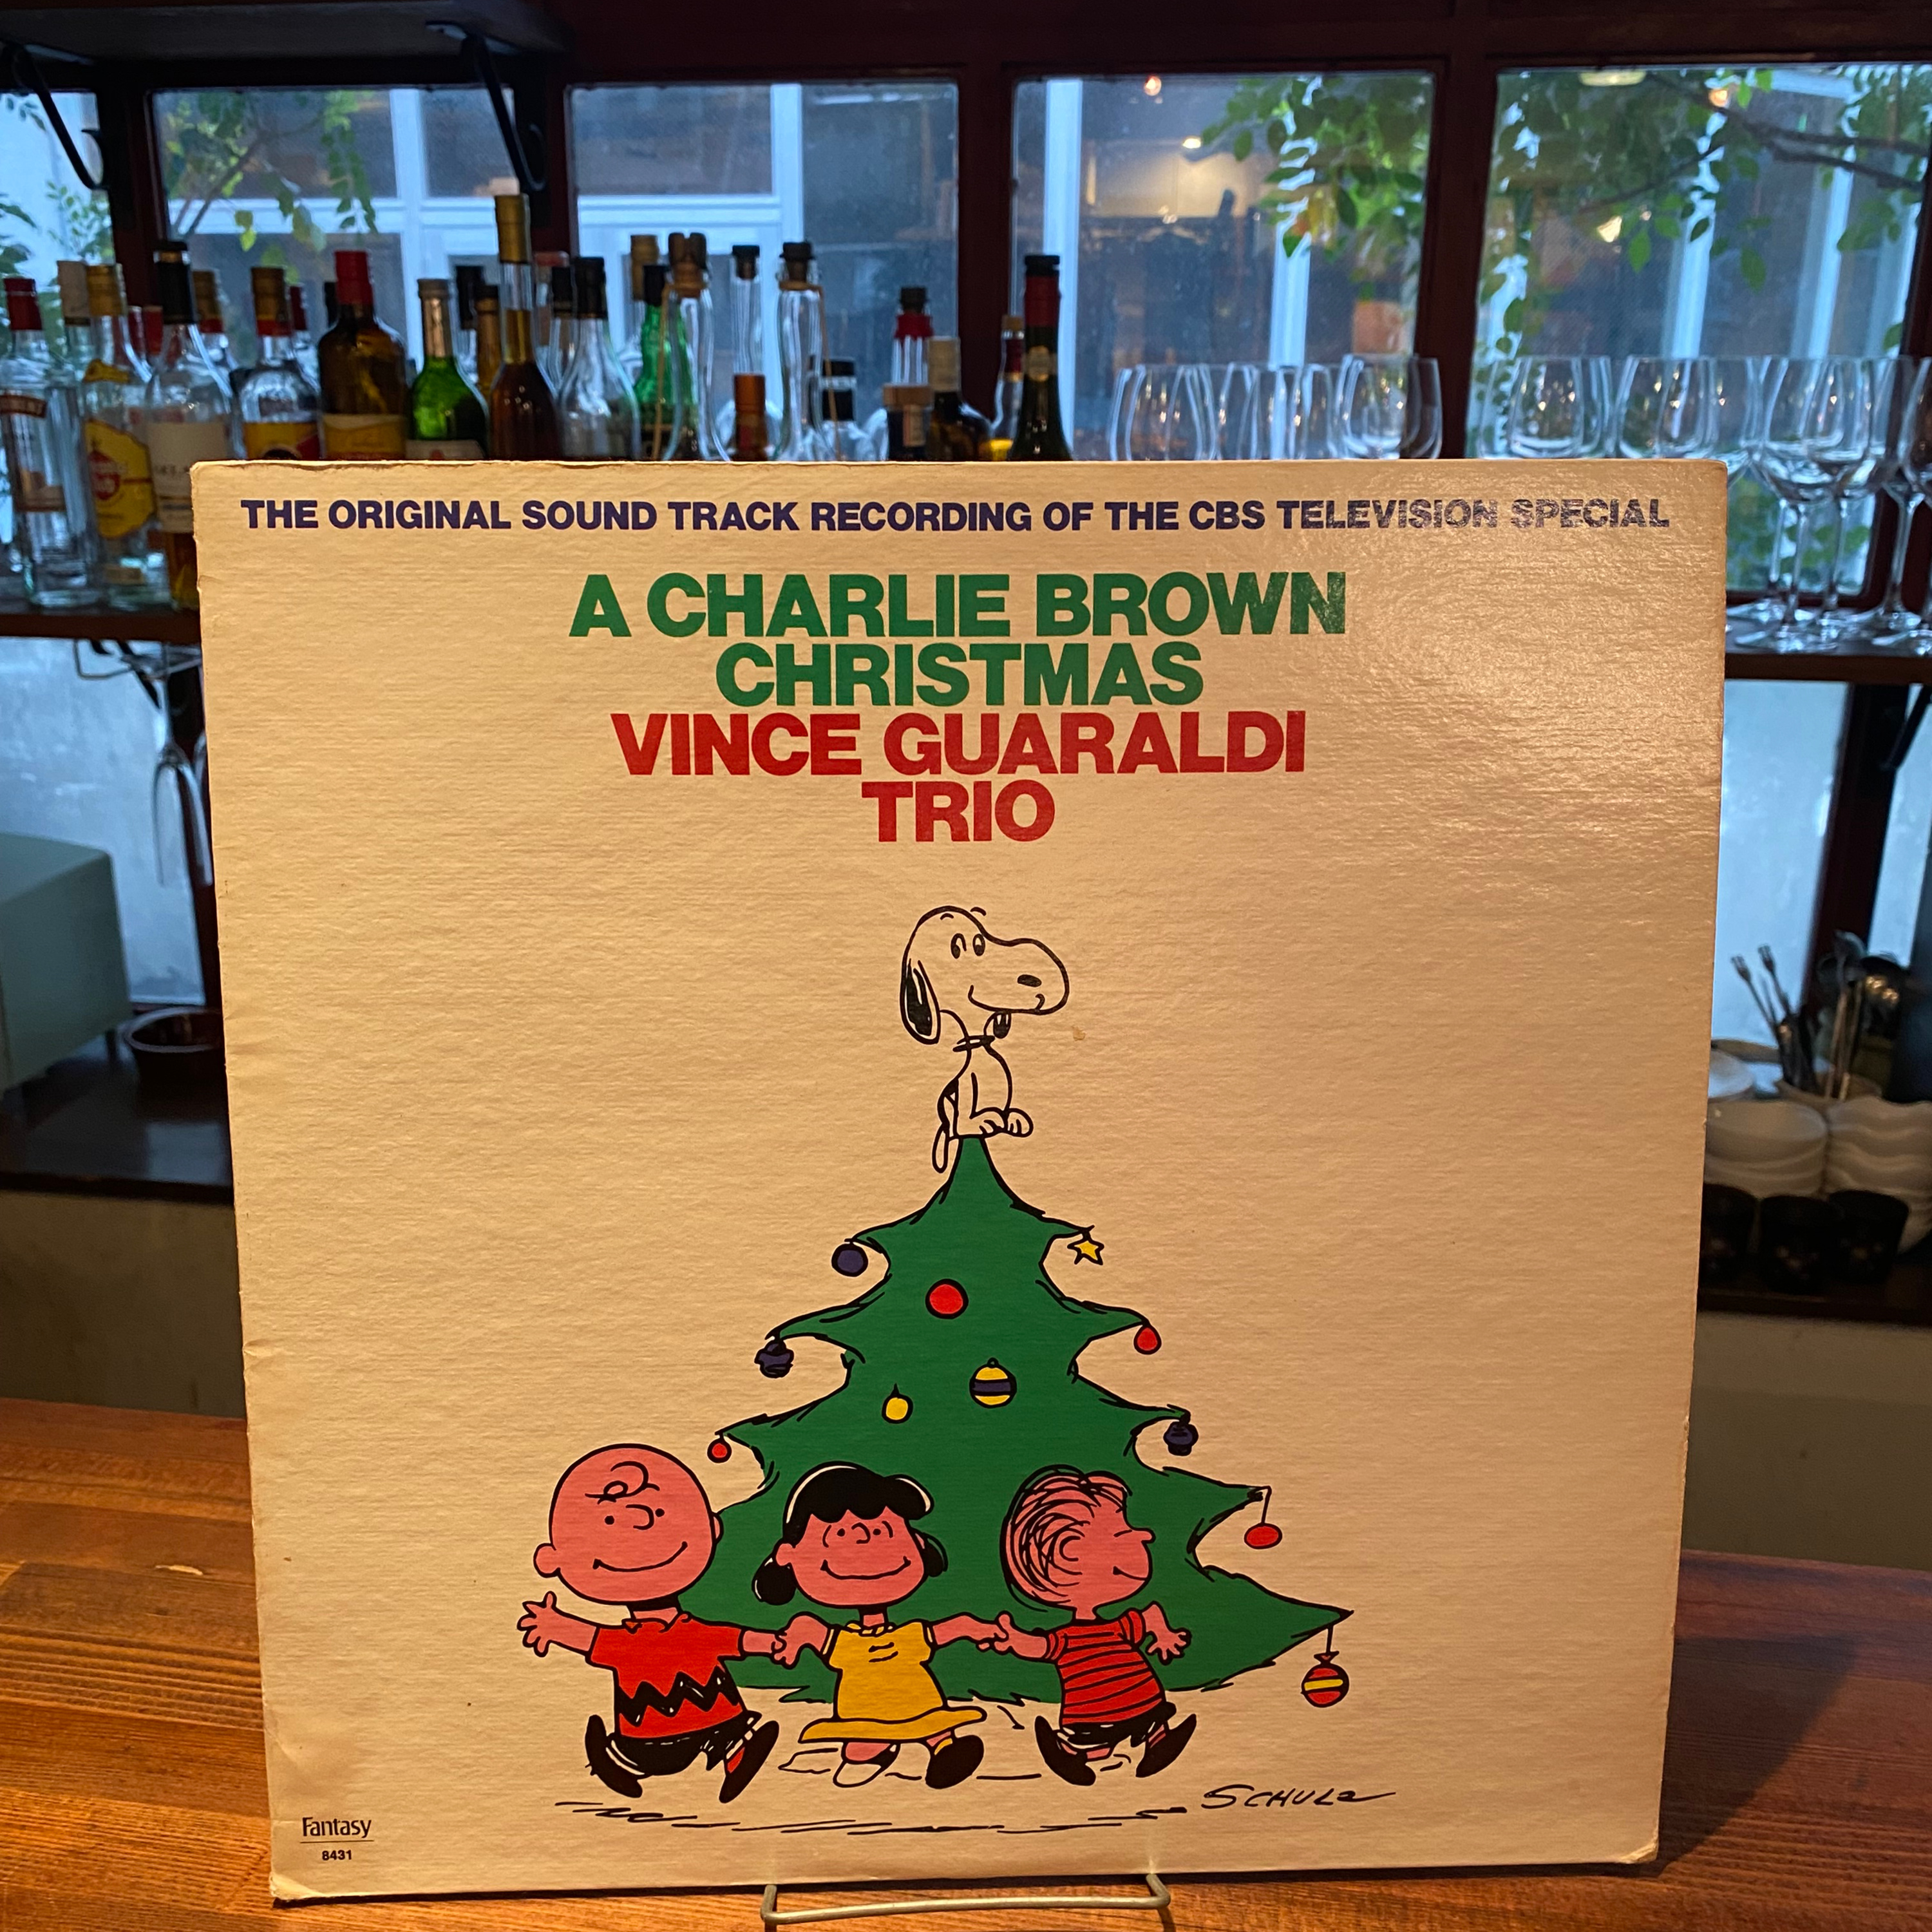 THE ORIGINAL SOUND TRACK RECORDING OF THE CBS TELEVISION SPECIAL
A CHARLIE BROWN
CHRISTMAS
VINCE GUARALDI
TRIO
SCHULZ
Fantasy
8431